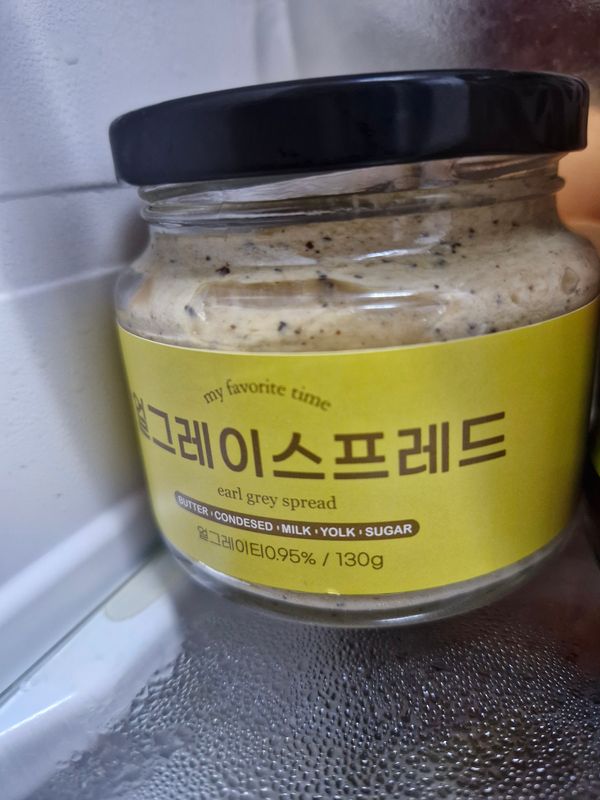 my favorite time
얼그레이스프레드
earl grey spread
BUTTER CONDESED MILK YOLK SUGAR
얼그레이티0.95% / 130g